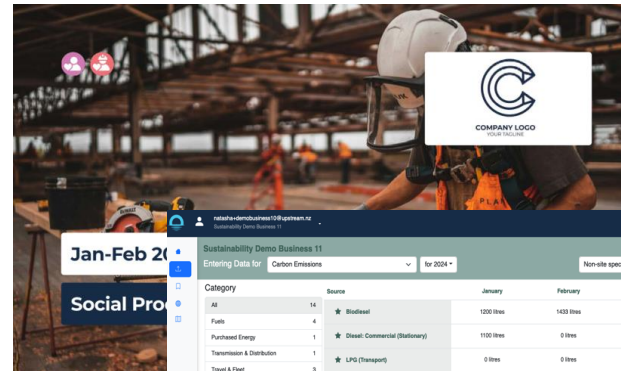 COMPANY LOGO
YOUR TAGLINE
DEWALT
PLAN
Jan-Feb 20
Social Pro
natasha+demobusiness10@upstream.nz
Sustainability Demo Business 11
Sustainability Demo Business 11
Entering Data for Carbon Emissions for 2024 Non-site spec
Category Source January February
All 14
Biodiesel 1200 litres 1433 litres
Fuels 4
Purchased Energy 1
Diesel: Commercial (Stationary) 1100 litres 0 litres
Transmission & Distribution 1
LPG (Transport) 0 litres 0 litres
Travel & Fleet 3